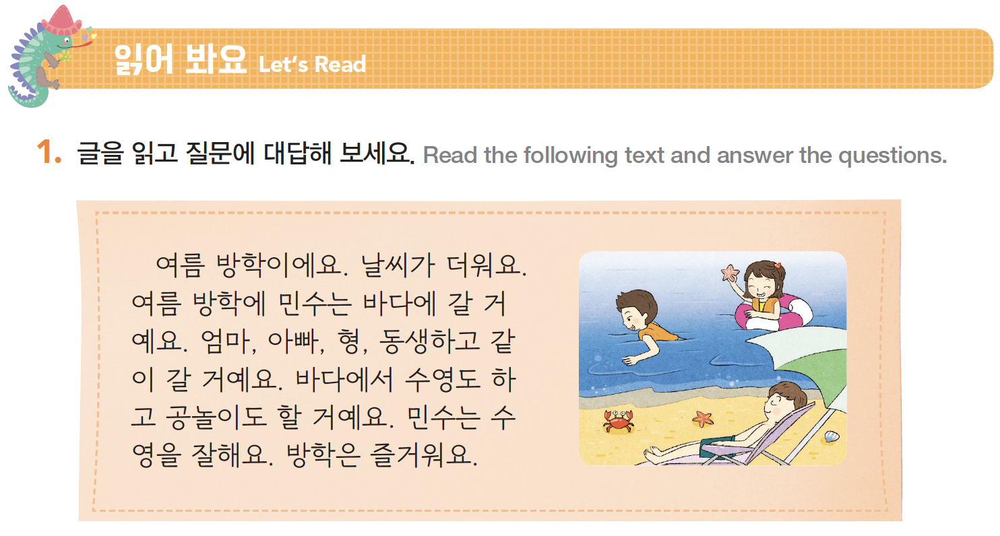 읽어 봐요 Let's Read
1. 글을 읽고 질문에 대답해 보세요. Read the following text and answer the questions.
여름 방학이에요. 날씨가 더워요.
여름 방학에 민수는 바다에 갈 거
예요. 엄마, 아빠, 형, 동생하고 같
이 갈 거예요. 바다에서 수영도 하
고 공놀이도 할 거예요. 민수는 수
영을 잘해요. 방학은 즐거워요.